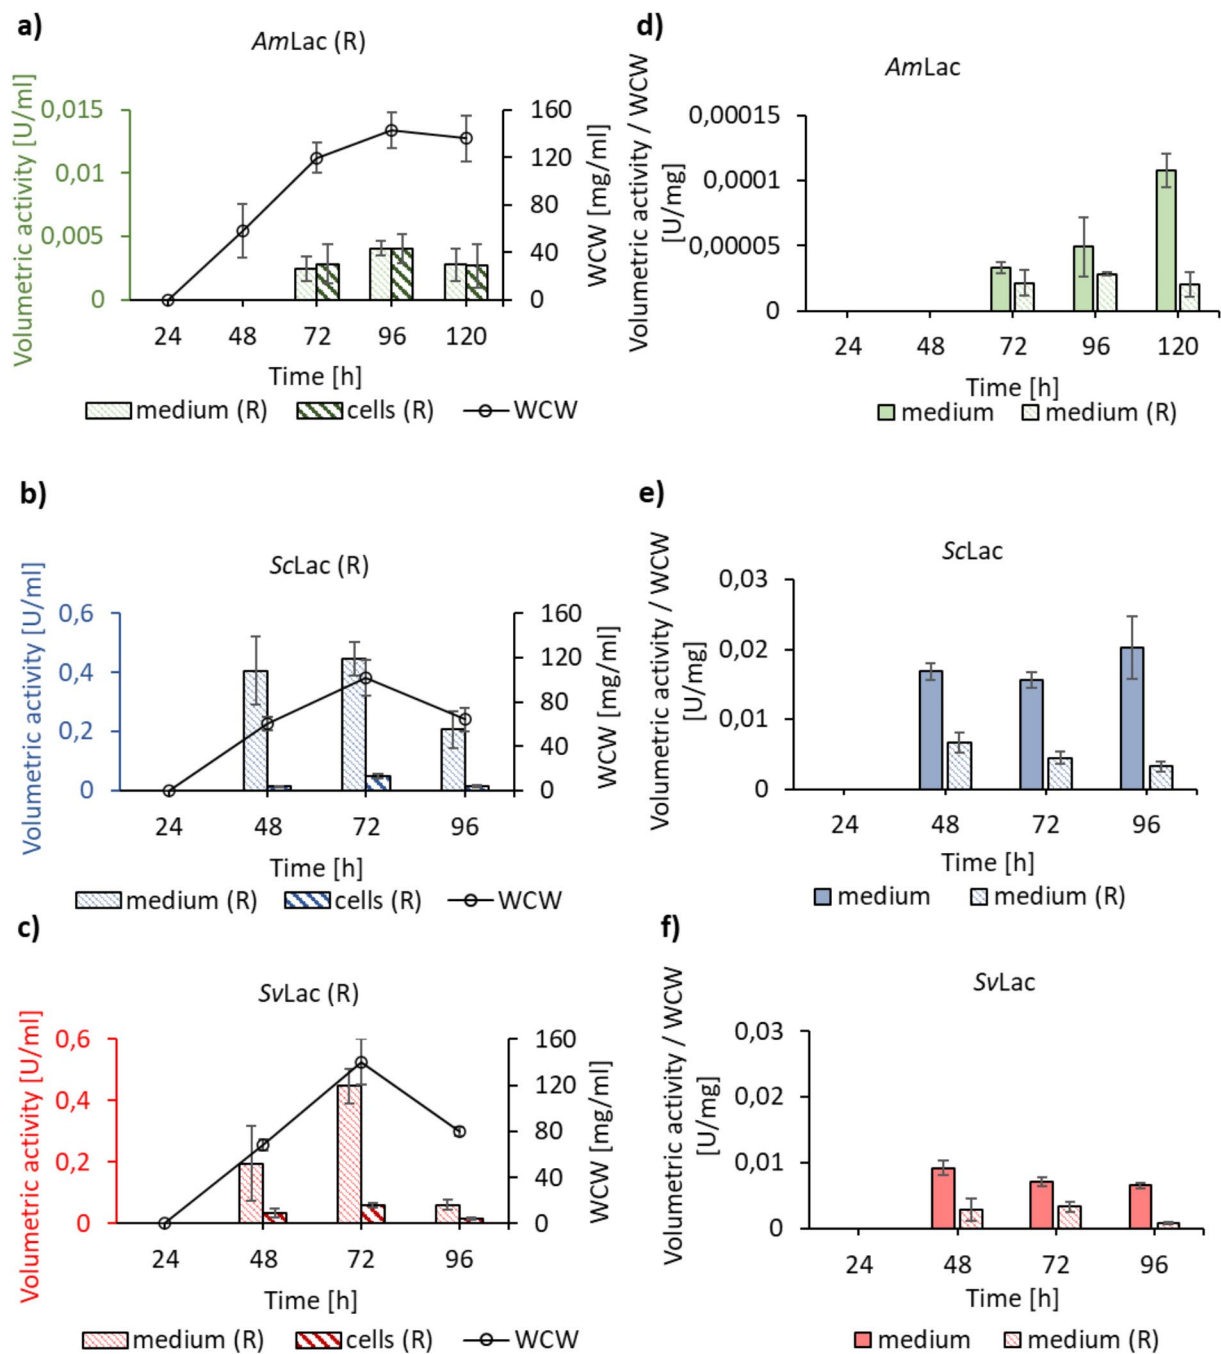 a)
AmLac (R)
Volumetric activity [U/ml]
0,015
0,01
0,005
0
160
120
80
40
0
WCW [mg/ml]
24 48 72 96 120
Time [h]
medium (R) cells (R) WCW
d)
AmLac
Volumetric activity / WCW
[U/mg]
0,00015
0,0001
0,00005
0
24 48 72 96 120
Time [h]
medium medium (R)
b)
ScLac (R)
Volumetric activity [U/ml]
0,6
0,4
0,2
0
160
120
80
40
0
WCW [mg/ml]
24 48 72 96
Time [h]
medium (R) cells (R) WCW
e)
ScLac
Volumetric activity / WCW
[U/mg]
0,03
0,02
0,01
0
24 48 72 96
Time [h]
medium medium (R)
c)
SvLac (R)
Volumetric activity [U/ml]
0,6
0,4
0,2
0
160
120
80
40
0
WCW [mg/ml]
24 48 72 96
Time [h]
medium (R) cells (R) WCW
f)
SvLac
Volumetric activity / WCW
[U/mg]
0,03
0,02
0,01
0
24 48 72 96
Time [h]
medium medium (R)